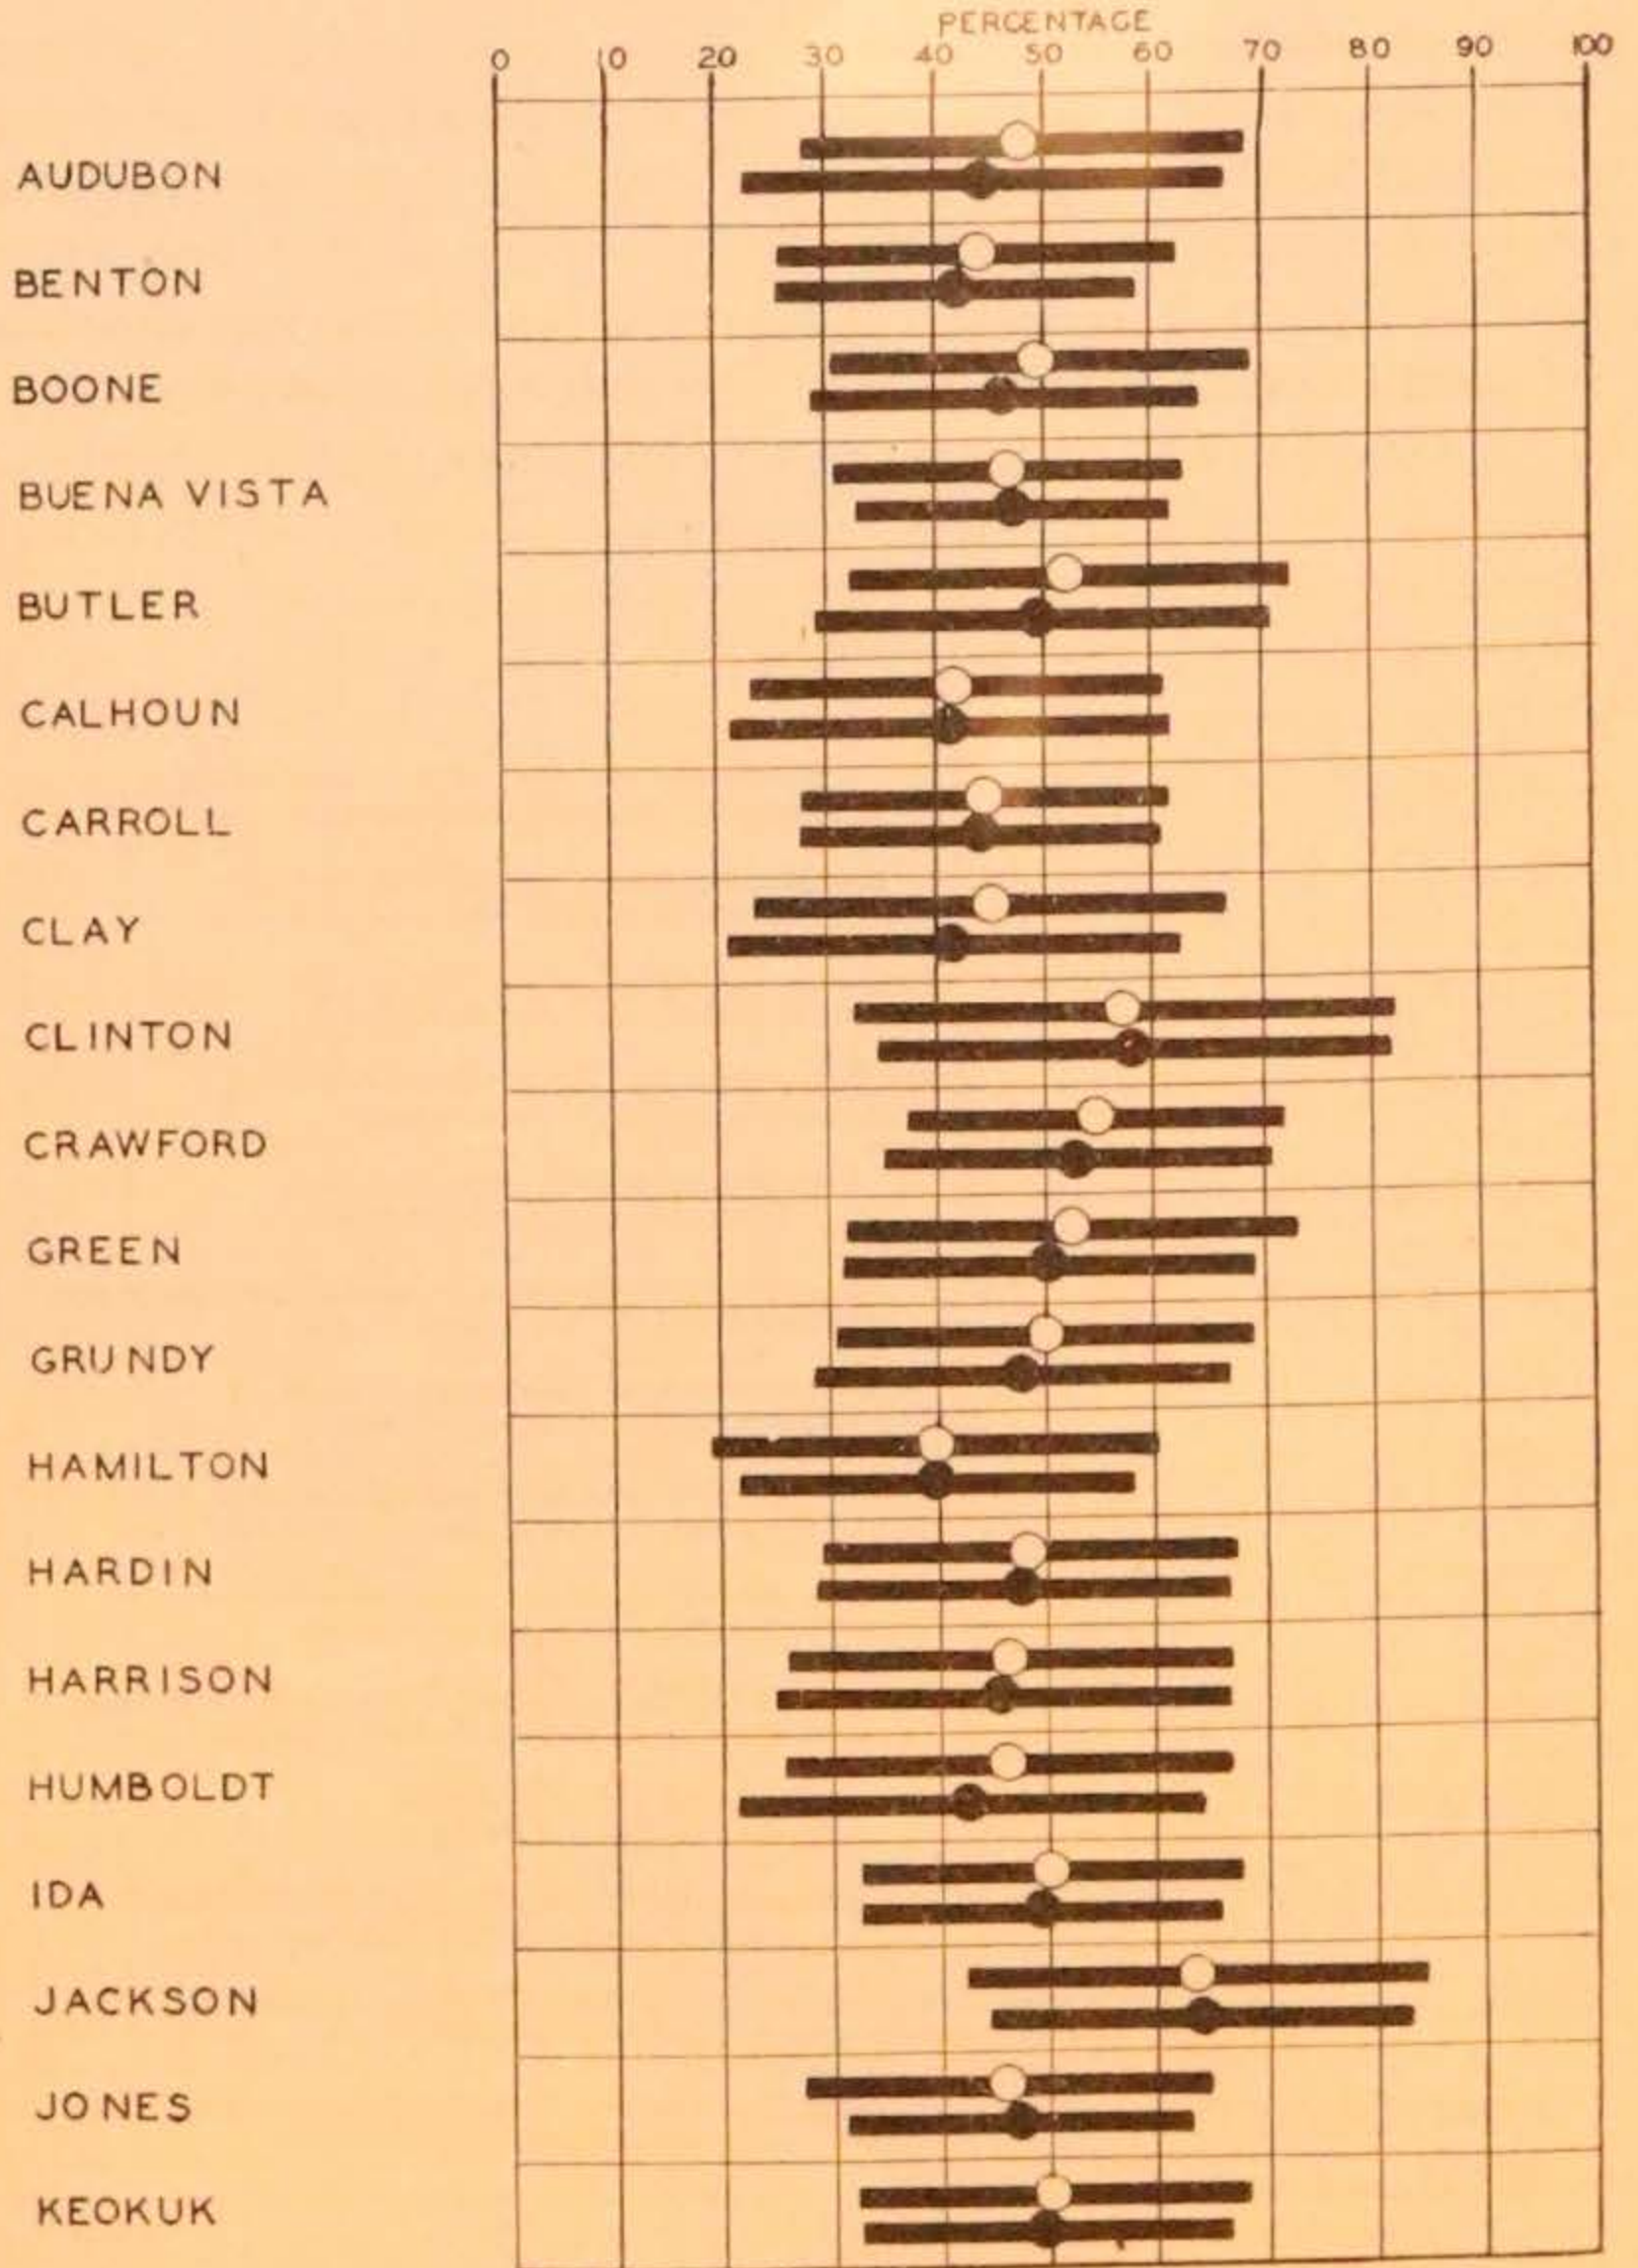 PERCENTAGE
0 10 20 30 40 50 60 70 80 90 100
AUDUBON
BENTON
BOONE
BUENA VISTA
BUTLER
CALHOUN
CARROLL
CLAY
CLINTON
CRAWFORD
GREEN
GRUNDY
HAMILTON
HARDIN
HARRISON
HUMBOLDT
IDA
JACKSON
JONES
KEOKUK